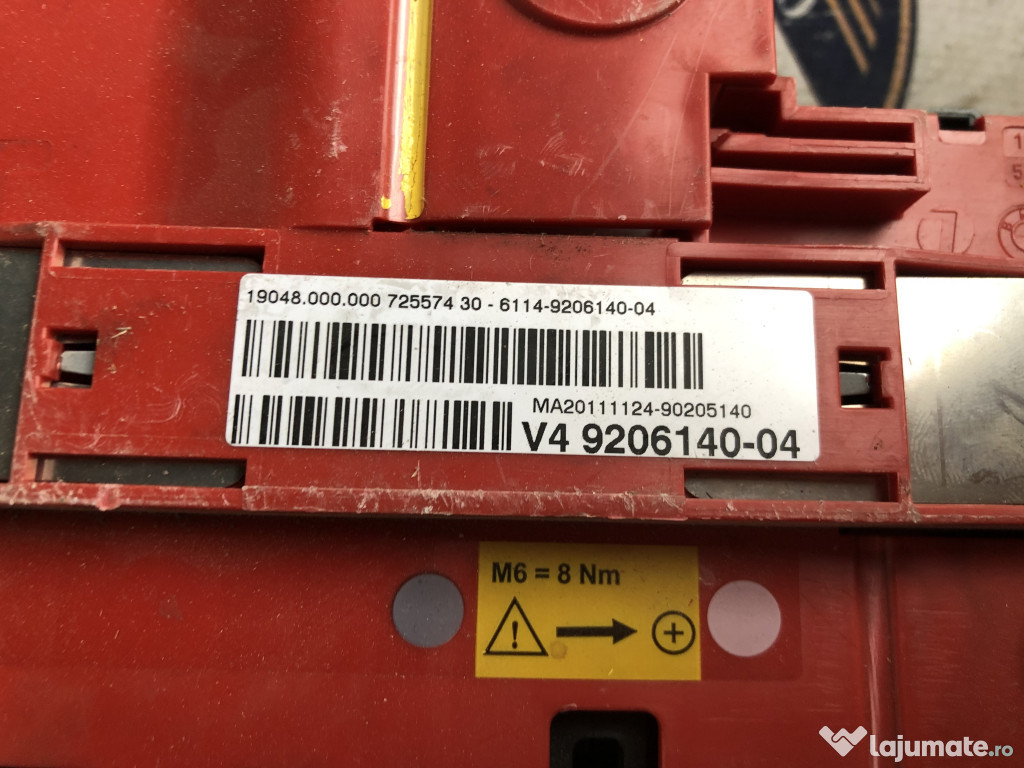 19048.000.000 725574 30 - 6114-9206140-04
MA20111124-90205140
V4 9206140-04
M6 = 8 Nm
lajumate.ro